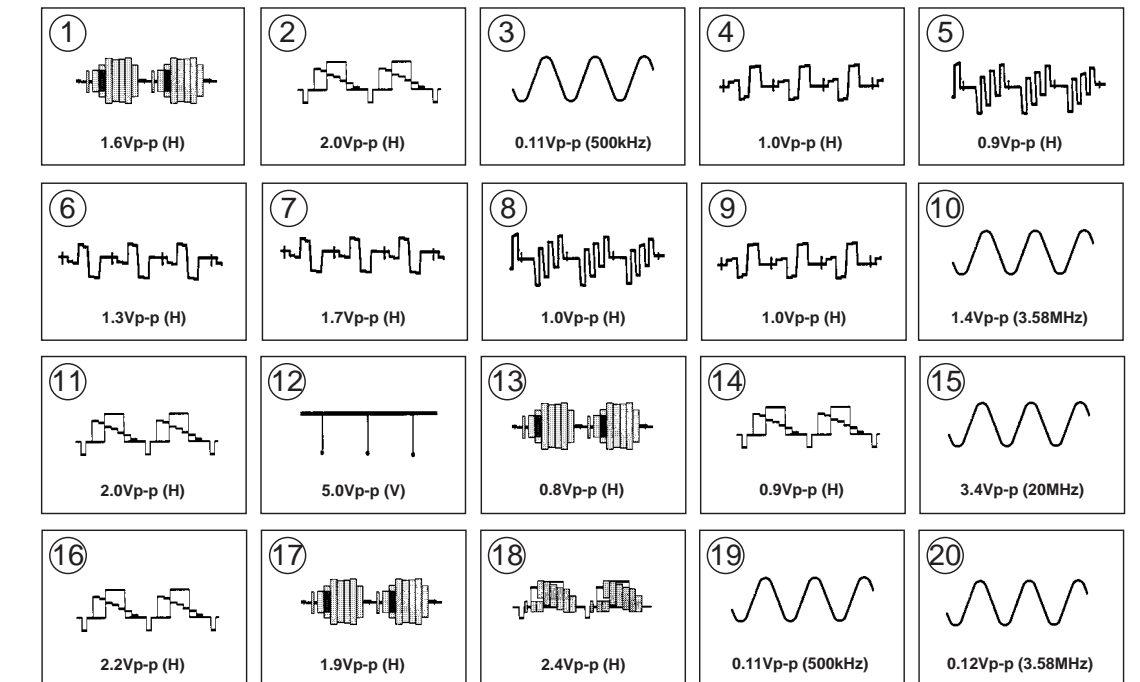 1
1.6Vp-p (H)
2
2.0Vp-p (H)
3
0.11Vp-p (500kHz)
4
1.0Vp-p (H)
5
0.9Vp-p (H)
6
1.3Vp-p (H)
7
1.7Vp-p (H)
8
1.0Vp-p (H)
9
1.0Vp-p (H)
10
1.4Vp-p (3.58MHz)
11
2.0Vp-p (H)
12
5.0Vp-p (V)
13
0.8Vp-p (H)
14
0.9Vp-p (H)
15
3.4Vp-p (20MHz)
16
2.2Vp-p (H)
17
1.9Vp-p (H)
18
2.4Vp-p (H)
19
0.11Vp-p (500kHz)
20
0.12Vp-p (3.58MHz)